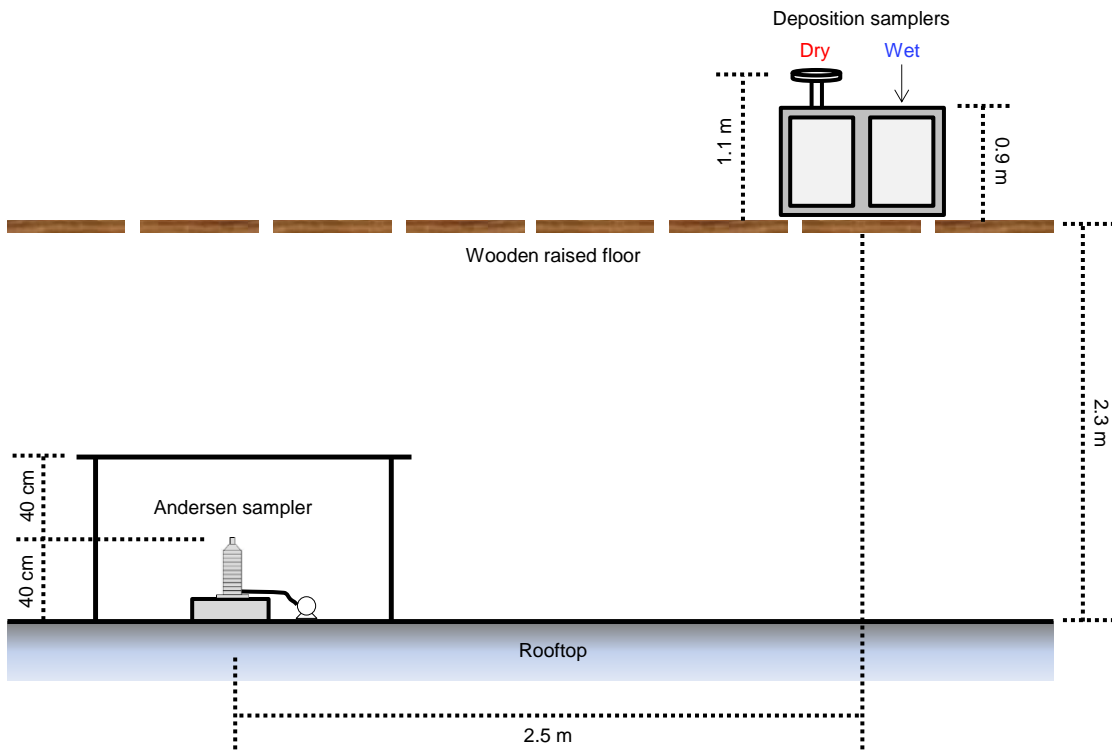 Deposition samplers
Dry
Wet
1.1 m
0.9 m
Wooden raised floor
2.3 m
40 cm
Andersen sampler
40 cm
Rooftop
2.5 m